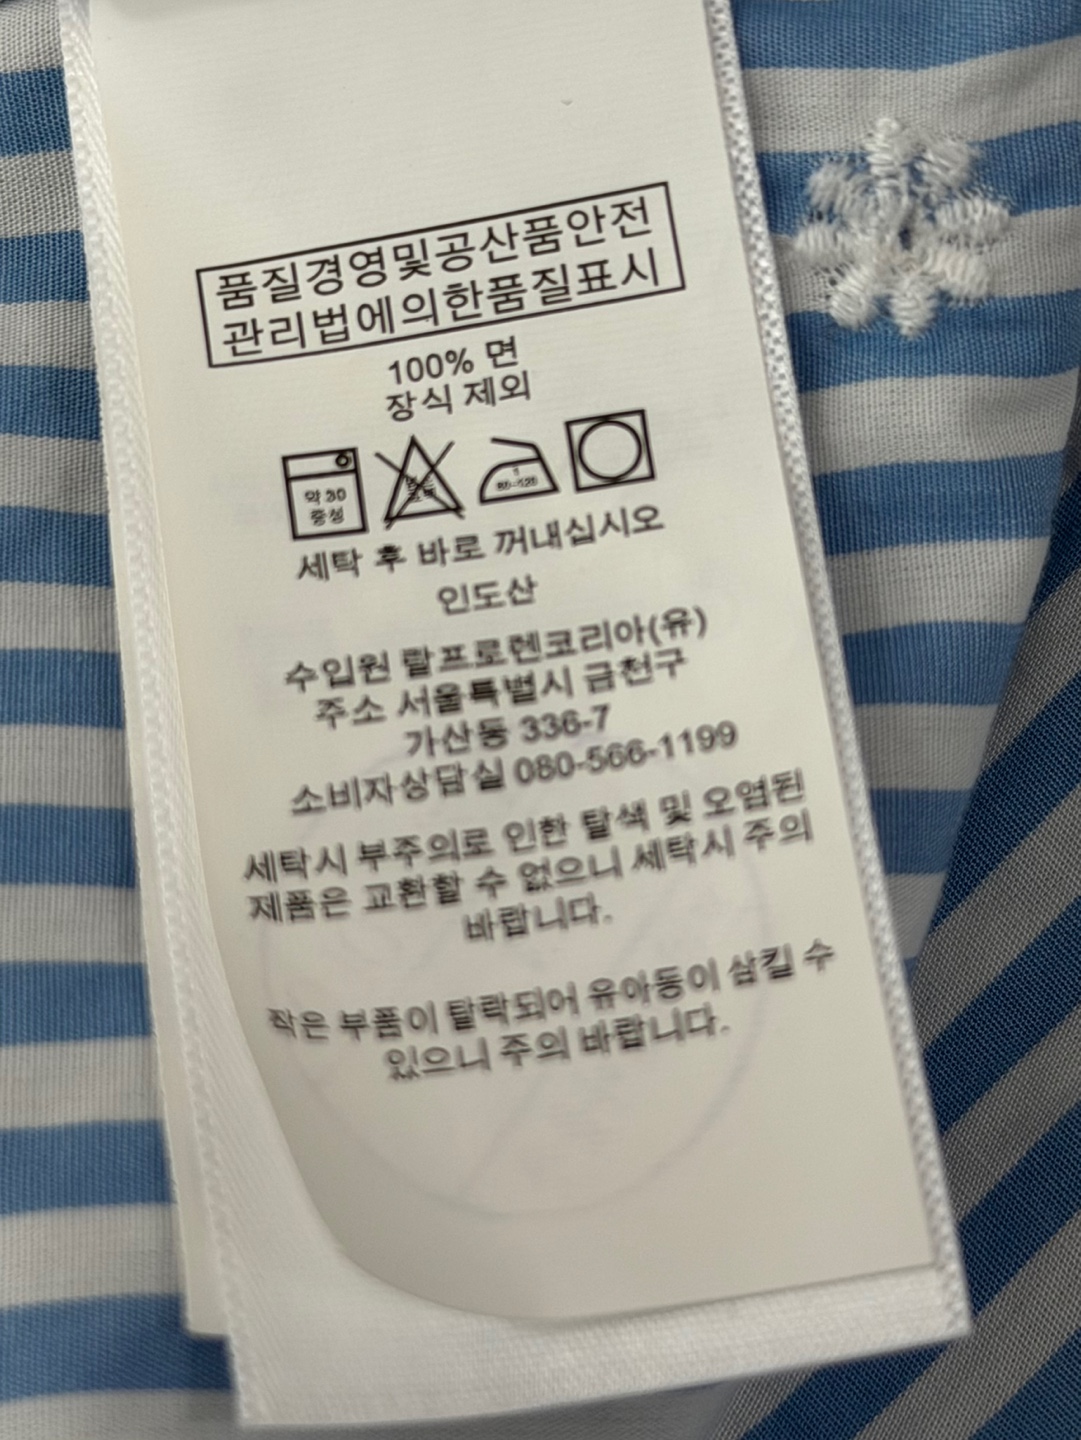 품질경영및공산품안전
관리법에의한품질표시
100% 면
장식 제외
약 30
중성
1
80~120
세탁 후 바로 꺼내십시오
인도산
수입원 랄프로렌코리아(유)
주소 서울특별시 금천구
가산동 336-7
소비자상담실 080-566-1199
세탁시 부주의로 인한 탈색 및 오염된
제품은 교환할 수 없으니 세탁시 주의
바랍니다.
작은 부품이 탈락되어 유아동이 삼킬 수
있으니 주의 바랍니다.